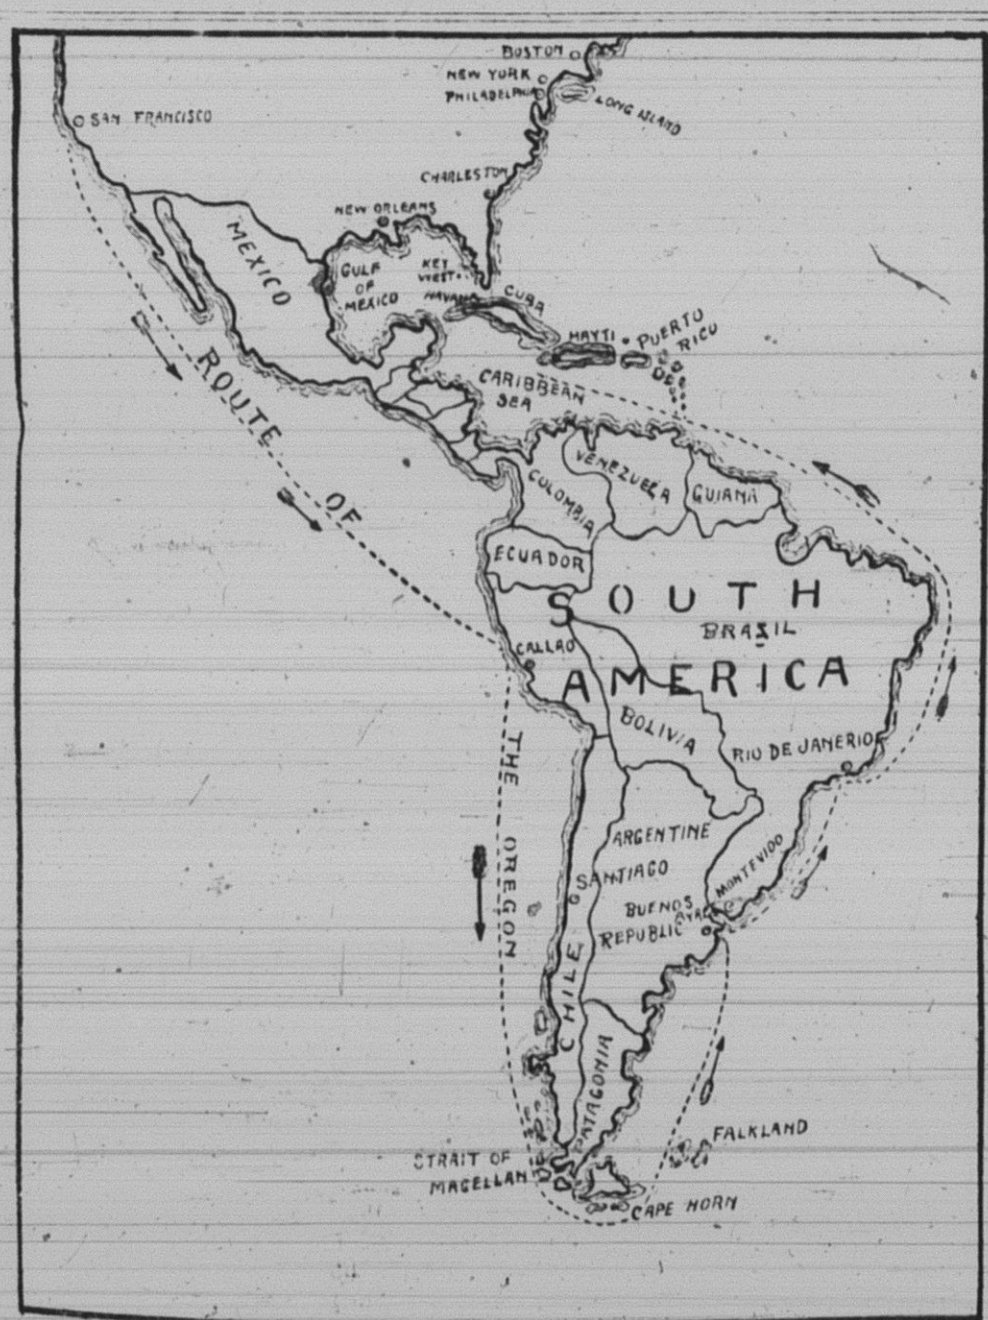 BOSTON
NEW YORK
PHILADELPHIA
LONG ISLAND
SAN FRANCISCO
CHARLESTON
NEW ORLEANS
MEXICO
GULF
OF
MEXICO
KEY
WEST
HAVANA
CUBA
HAYTI
PUERTO
RICO
CARIBBEAN
SEA
ROUTE
OF
THE
OREGON
VENEZUELA
COLOMBIA
GUIANA
ECUADOR
SOUTH
BRASIL
CALLAO
AMERICA
BOLIVIA
RIO DE JANERIO
ARGENTINE
SANTIAGO
MONTEVIDO
BUENOS
AYRES
REPUBLIC
CHILE
PATAGONIA
STRAIT OF
MAGELLAN
FALKLAND
CAPE HORN